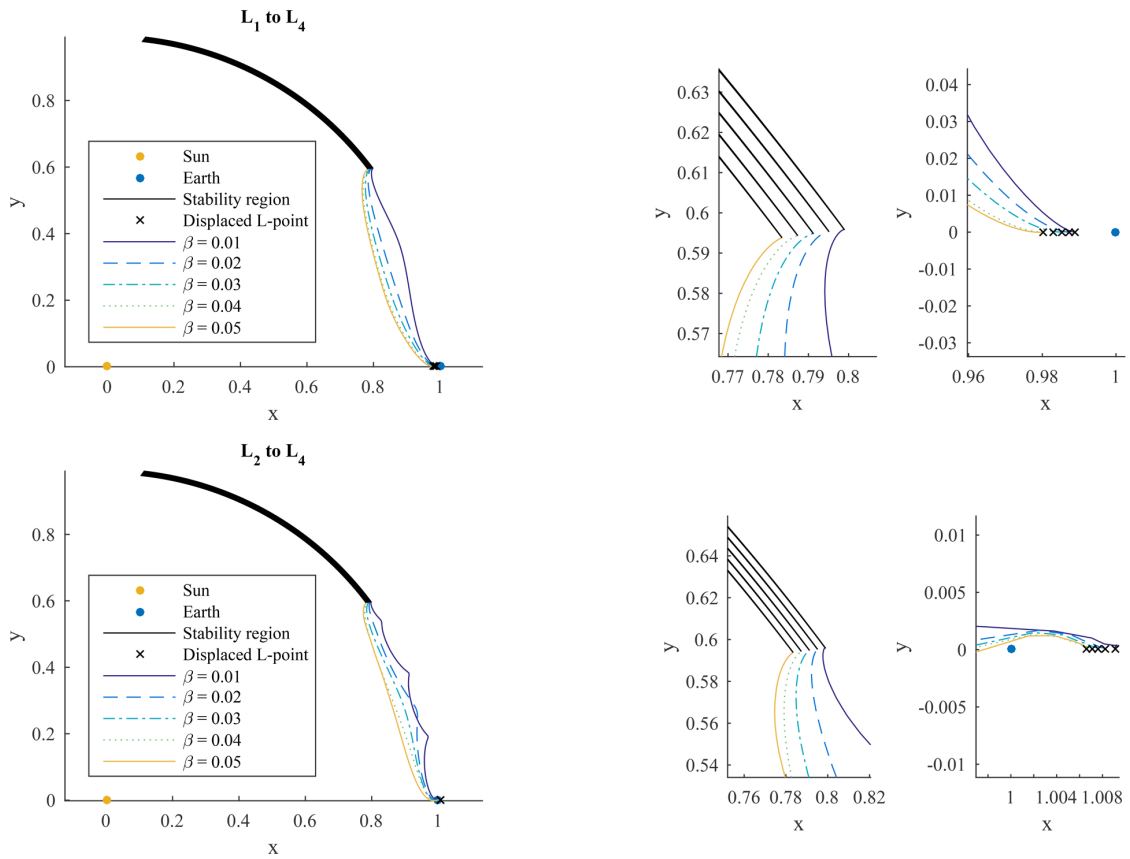 L₁ to L₄
y
0.8
0.6
0.4
0.2
0
Sun
Earth
Stability region
Displaced L-point
β = 0.01
β = 0.02
β = 0.03
β = 0.04
β = 0.05
0 0.2 0.4 0.6 0.8 1
x
y
0.63
0.62
0.61
0.6
0.59
0.58
0.57
0.77 0.78 0.79 0.8
x
y
0.04
0.03
0.02
0.01
0
-0.01
-0.02
-0.03
0.96 0.98 1
x
L₂ to L₄
y
0.8
0.6
0.4
0.2
0
Sun
Earth
Stability region
Displaced L-point
β = 0.01
β = 0.02
β = 0.03
β = 0.04
β = 0.05
0 0.2 0.4 0.6 0.8 1
x
y
0.64
0.62
0.6
0.58
0.56
0.54
0.76 0.78 0.8 0.82
x
y
0.01
0.005
0
-0.005
-0.01
1 1.004 1.008
x